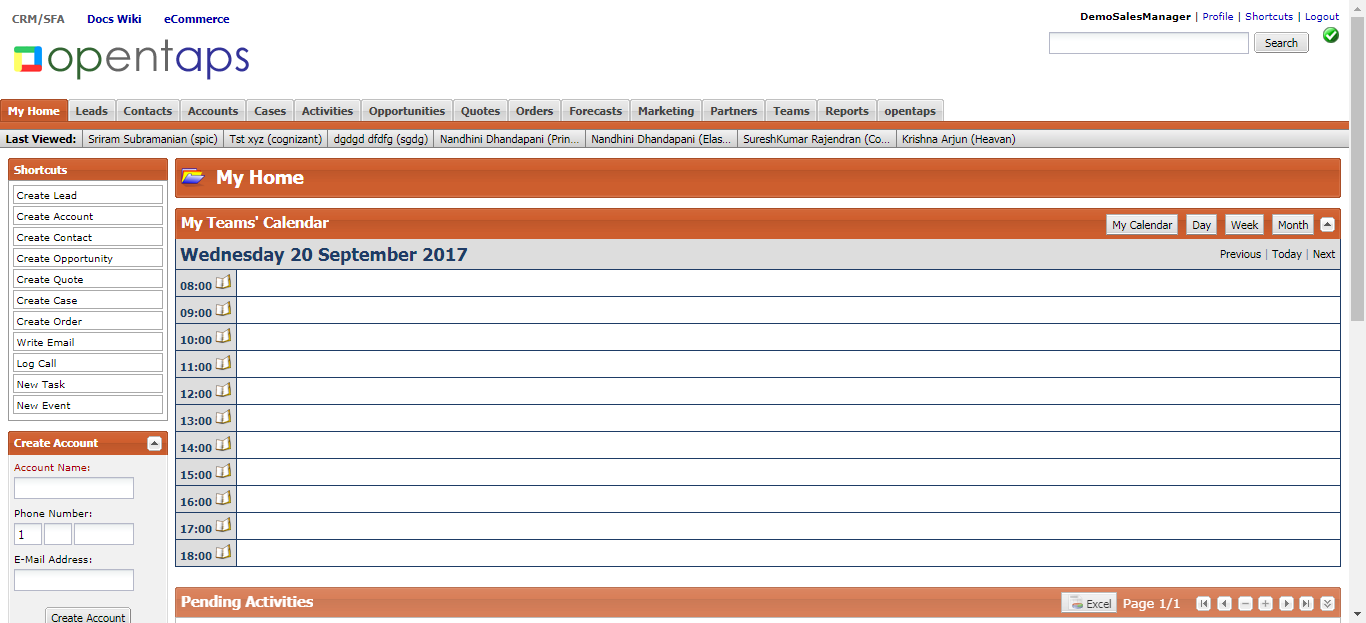 CRM/SFA Docs Wiki eCommerce
DemoSalesManager | Profile | Shortcuts | Logout
opentaps
Search
My Home Leads Contacts Accounts Cases Activities Opportunities Quotes Orders Forecasts Marketing Partners Teams Reports opentaps
Last Viewed: Sriram Subramanian (spic) Tst xyz (cognizant) dgdgd dfdfg (sgdg) Nandhini Dhandapani (Prin... Nandhini Dhandapani (Elas... SureshKumar Rajendran (Co... Krishna Arjun (Heavan)
Shortcuts
Create Lead
Create Account
Create Contact
Create Opportunity
Create Quote
Create Case
Create Order
Write Email
Log Call
New Task
New Event
Create Account
Account Name:
Phone Number:
1
E-Mail Address:
Create Account
My Home
My Teams' Calendar My Calendar Day Week Month
Wednesday 20 September 2017 Previous | Today | Next
08:00
09:00
10:00
11:00
12:00
13:00
14:00
15:00
16:00
17:00
18:00
Pending Activities Excel Page 1/1